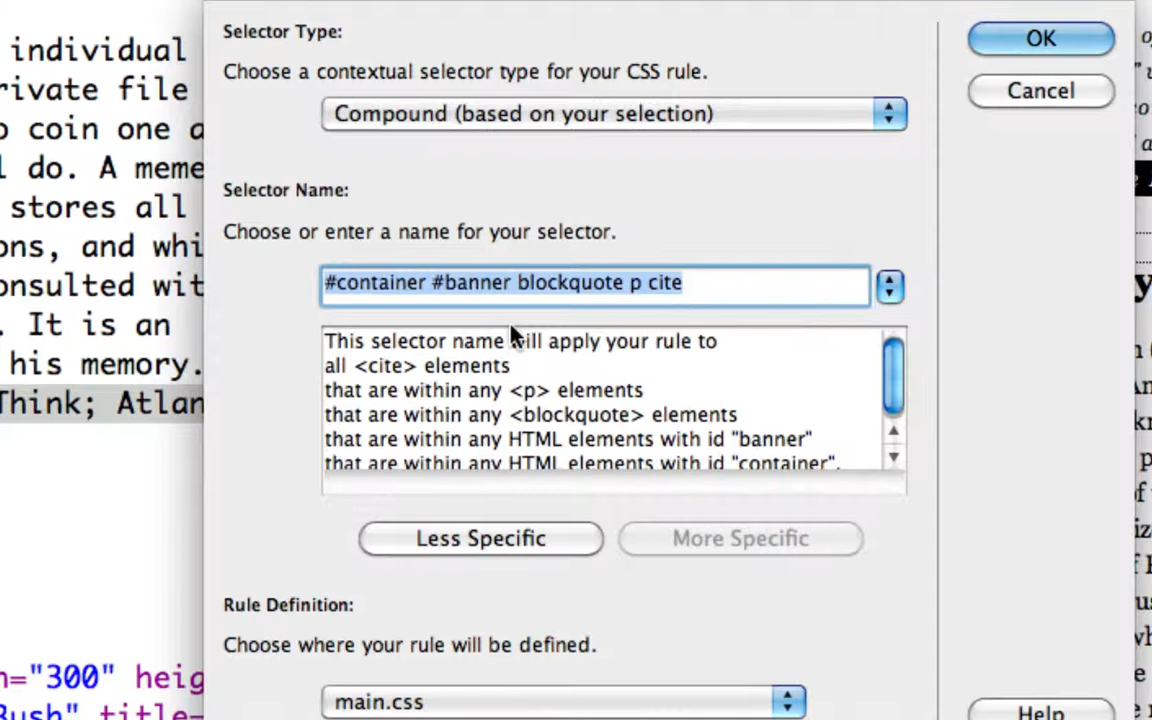 individual
rivate file
o coin one a
l do. A meme
stores all
ons, and whi
onsulted wit
. It is an
his memory.
Think; Atlan
="300" heig
Bush" title=
Selector Type:
Choose a contextual selector type for your CSS rule.
Compound (based on your selection)
Selector Name:
Choose or enter a name for your selector.
#container #banner blockquote p cite
This selector name will apply your rule to
all <cite> elements
that are within any <p> elements
that are within any <blockquote> elements
that are within any HTML elements with id "banner"
that are within any HTML elements with id "container".
Less Specific
More Specific
Rule Definition:
Choose where your rule will be defined.
main.css
OK
Cancel
Help